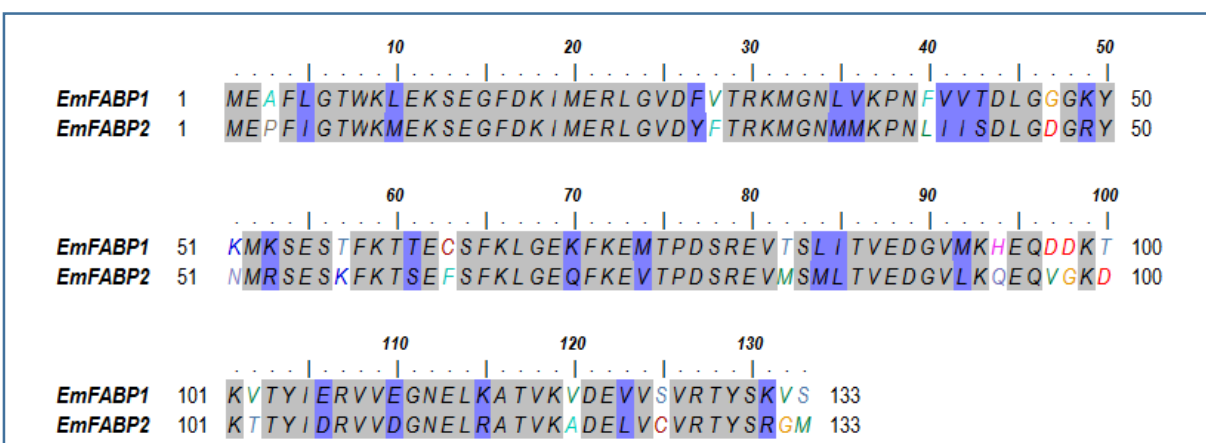 10 20 30 40 50
. . . . | . . . . | . . . . | . . . . | . . . . | . . . . | . . . . | . . . . | . . . . | . . . . |
EmFABP1 1 MEAFLGTWKLEKSEGFDKIMERLGVDFVTRKMGNLVKPNFVVTDLGGGKY 50
EmFABP2 1 MEPFIGTWKMEKSEGFDKIMERLGVDYFTRKMGNMMKPNLIISDLGDGRY 50
60 70 80 90 100
. . . . | . . . . | . . . . | . . . . | . . . . | . . . . | . . . . | . . . . | . . . . | . . . . |
EmFABP1 51 KMKSESTFKTTECSFKLGEKFKEMTPDSREVTSLITVEDGVMKHEQDDKT 100
EmFABP2 51 NMRSESKFKTSEFSFKLGEQFKEVTPDSREVMSMLTVEDGVLKQEQVGKD 100
110 120 130
. . . . | . . . . | . . . . | . . . . | . . . . | . . . . | . . .
EmFABP1 101 KVTYIERVVEGNELKATVKVDEVVSVRTYSKVS 133
EmFABP2 101 KTTYIDRVVDGNELRATVKADELVCVRTYSRGM 133